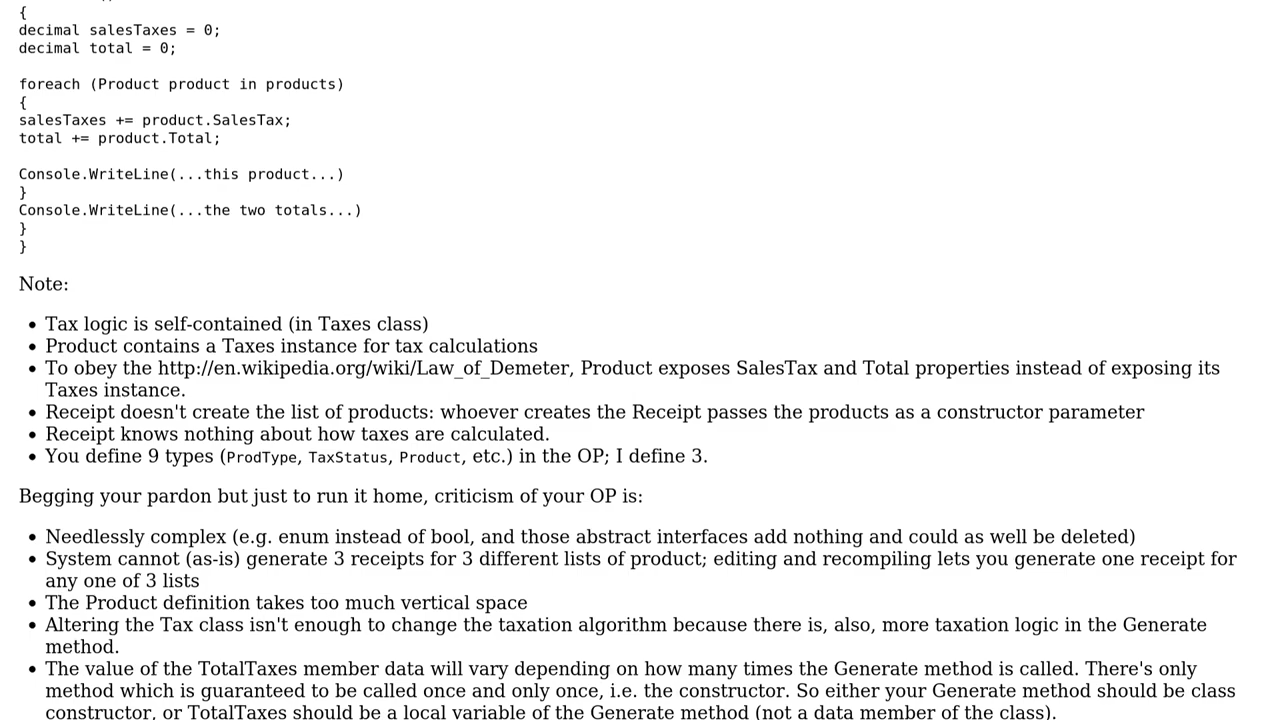 {
decimal salesTaxes = 0;
decimal total = 0;
foreach (Product product in products)
{
salesTaxes += product.SalesTax;
total += product.Total;
Console.WriteLine(...this product...)
}
Console.WriteLine(...the two totals...)
}
}
Note:
• Tax logic is self-contained (in Taxes class)
• Product contains a Taxes instance for tax calculations
• To obey the http://en.wikipedia.org/wiki/Law_of_Demeter, Product exposes SalesTax and Total properties instead of exposing its
Taxes instance.
• Receipt doesn't create the list of products: whoever creates the Receipt passes the products as a constructor parameter
• Receipt knows nothing about how taxes are calculated.
• You define 9 types (ProdType, TaxStatus, Product, etc.) in the OP; I define 3.
Begging your pardon but just to run it home, criticism of your OP is:
• Needlessly complex (e.g. enum instead of bool, and those abstract interfaces add nothing and could as well be deleted)
• System cannot (as-is) generate 3 receipts for 3 different lists of product; editing and recompiling lets you generate one receipt for
any one of 3 lists
• The Product definition takes too much vertical space
• Altering the Tax class isn't enough to change the taxation algorithm because there is, also, more taxation logic in the Generate
method.
• The value of the TotalTaxes member data will vary depending on how many times the Generate method is called. There's only
method which is guaranteed to be called once and only once, i.e. the constructor. So either your Generate method should be class
constructor, or TotalTaxes should be a local variable of the Generate method (not a data member of the class).